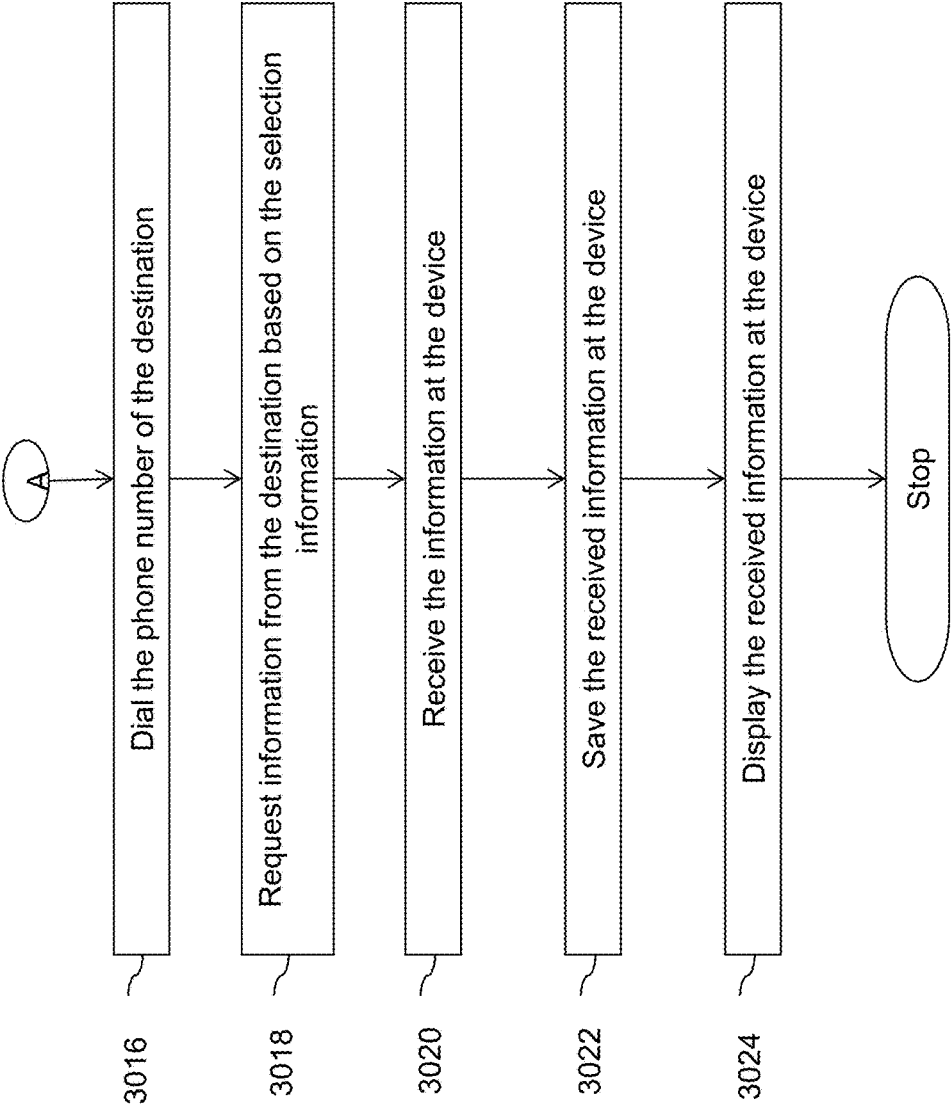 A
3016
Dial the phone number of the destination
3018
Request information from the destination based on the selection
information
3020
Receive the information at the device
3022
Save the received information at the device
3024
Display the received information at the device
Stop